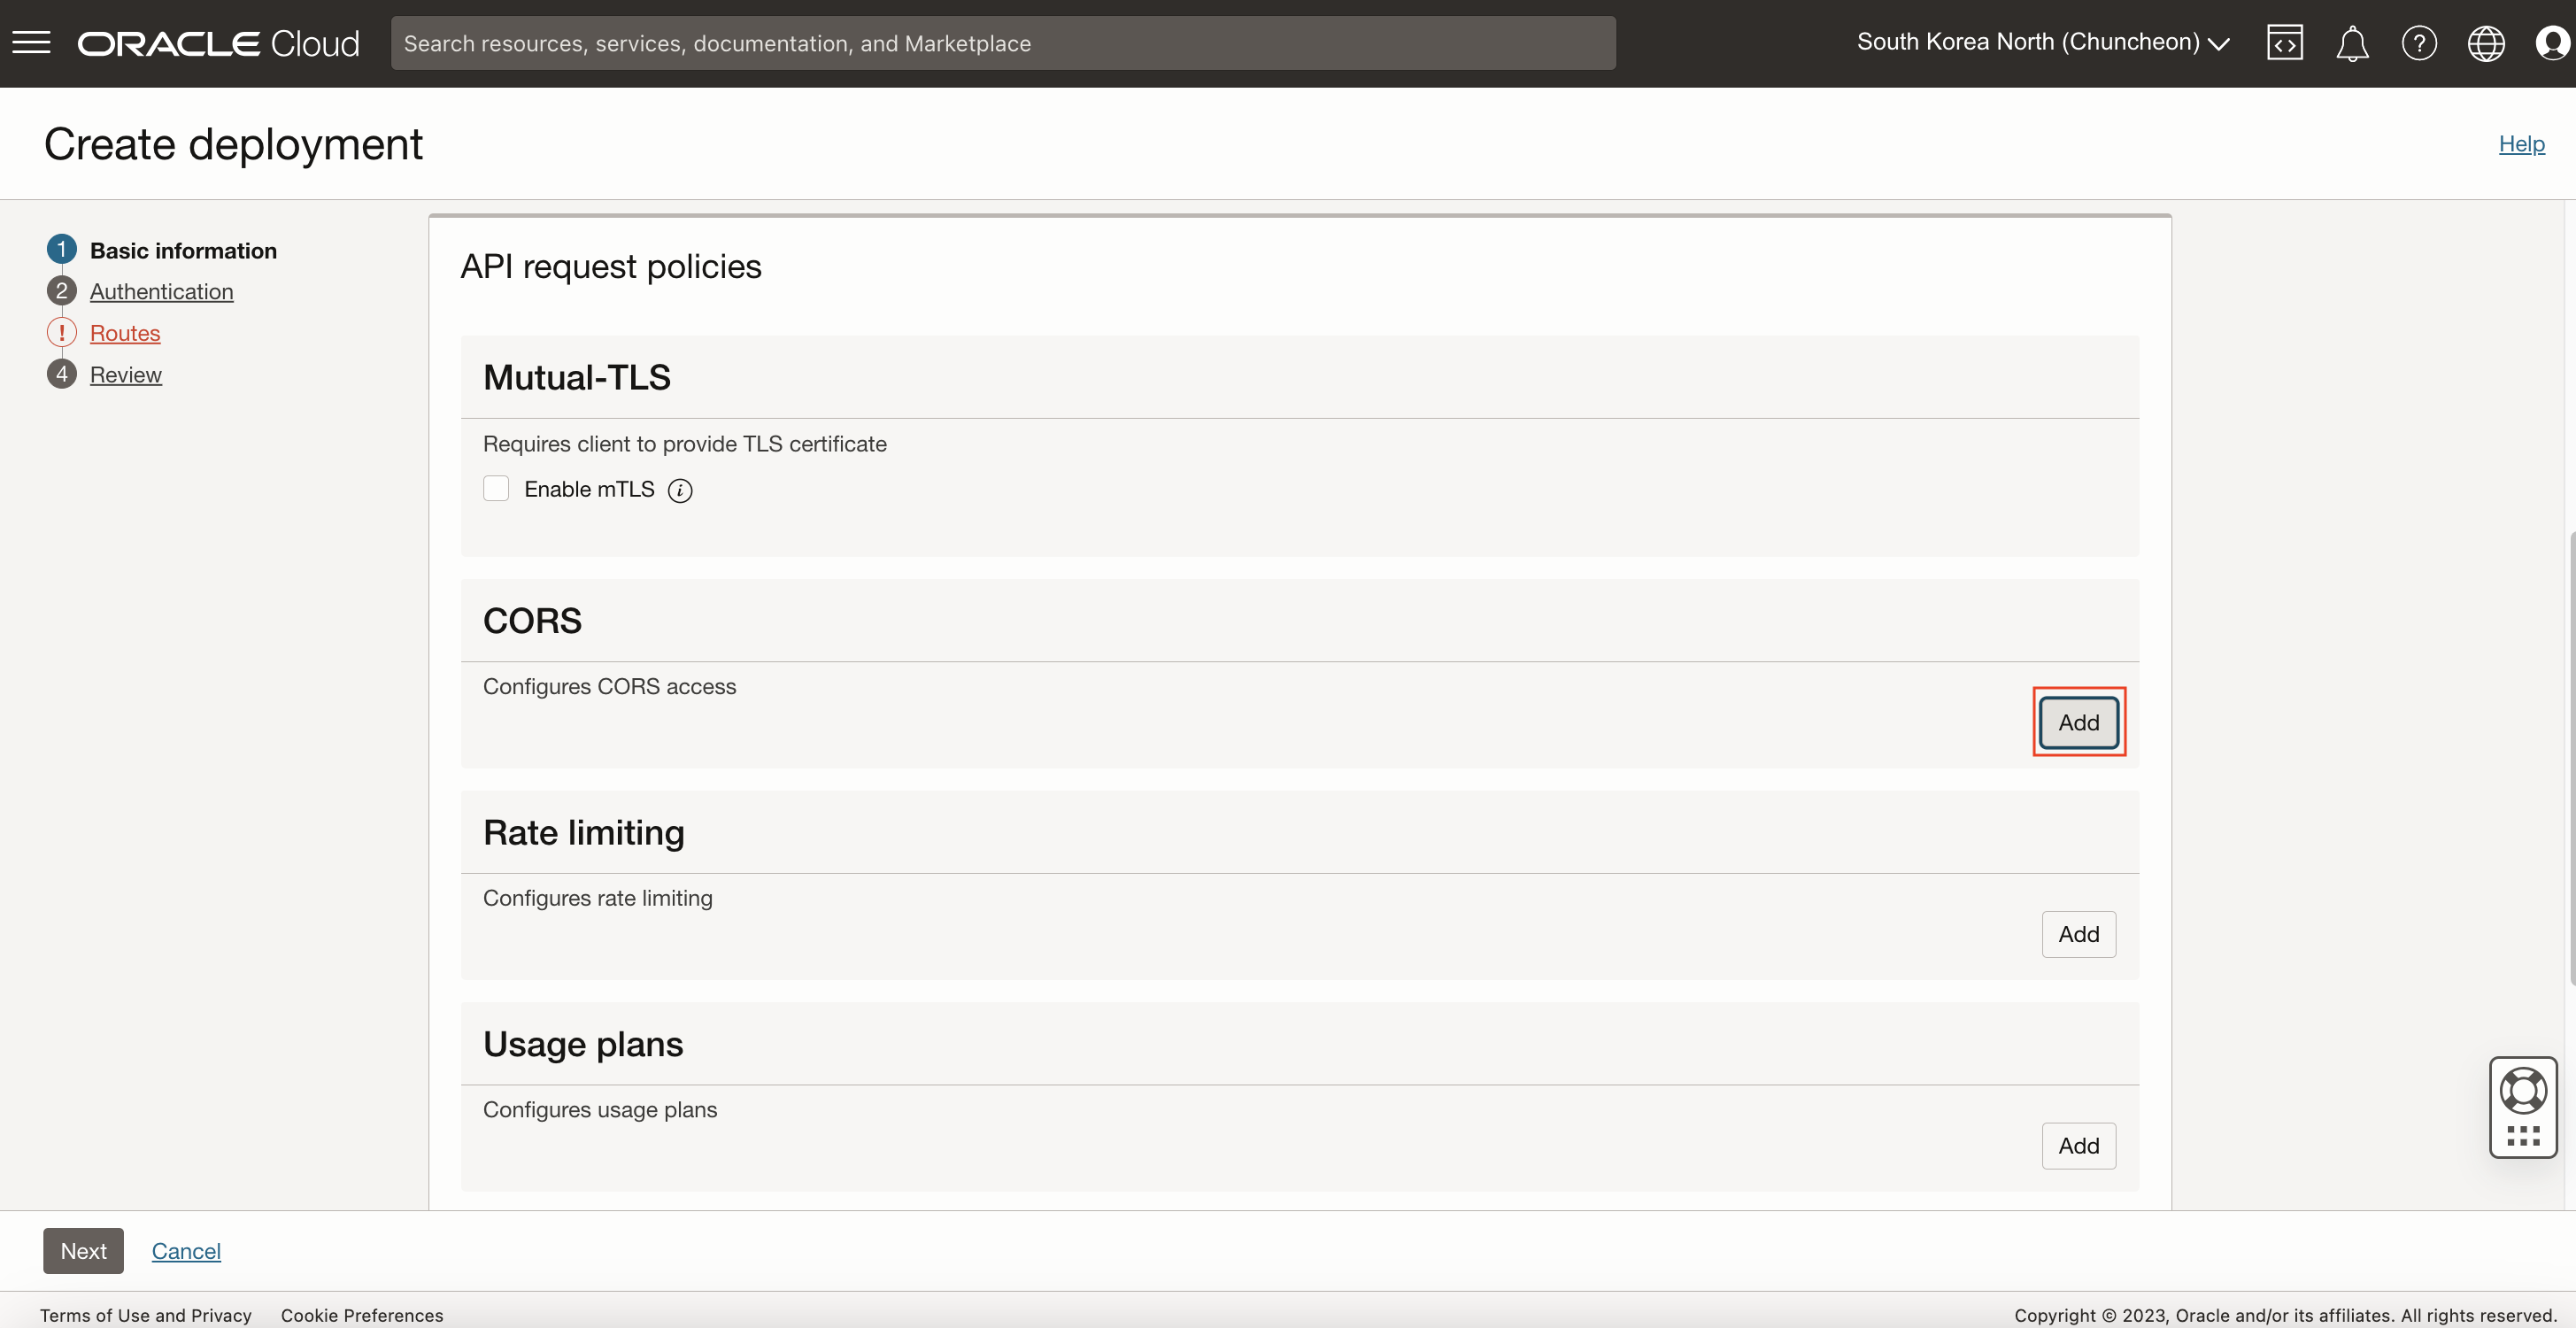 ORACLE Cloud
Search resources, services, documentation, and Marketplace
South Korea North (Chuncheon)
Create deployment
Help
1 Basic information
2 Authentication
! Routes
4 Review
API request policies
Mutual-TLS
Requires client to provide TLS certificate
Enable mTLS
CORS
Configures CORS access
Add
Rate limiting
Configures rate limiting
Add
Usage plans
Configures usage plans
Add
Next Cancel
Terms of Use and Privacy Cookie Preferences
Copyright © 2023, Oracle and/or its affiliates. All rights reserved.